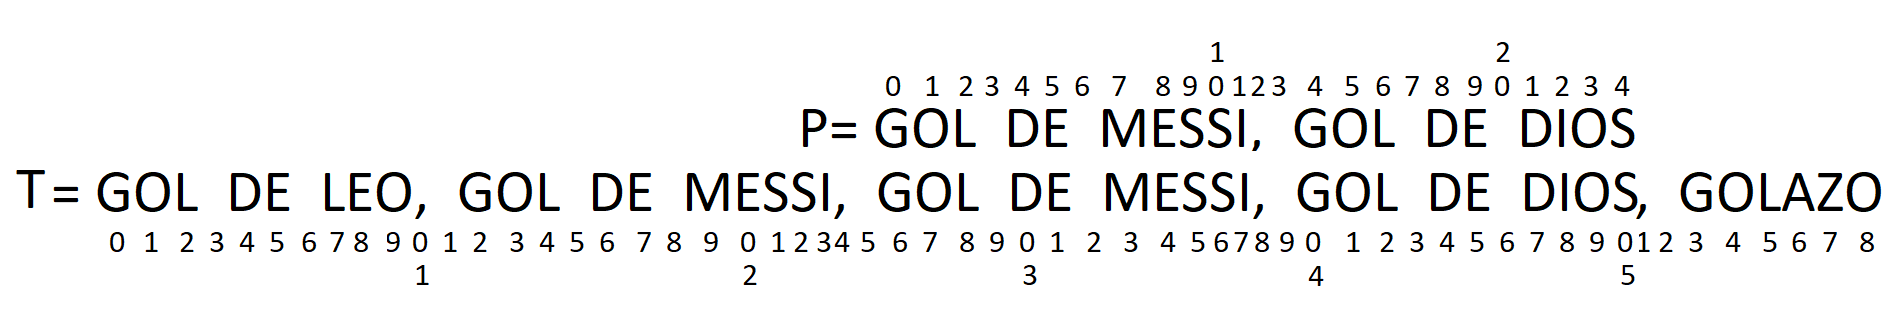 1 2
0 1 2 3 4 5 6 7 8 9 0 1 2 3 4 5 6 7 8 9 0 1 2 3 4
P= GOL DE MESSI, GOL DE DIOS
T= GOL DE LEO, GOL DE MESSI, GOL DE MESSI, GOL DE DIOS, GOLAZO
0 1 2 3 4 5 6 7 8 9 0 1 2 3 4 5 6 7 8 9 0 1 2 3 4 5 6 7 8 9 0 1 2 3 4 5 6 7 8 9 0 1 2 3 4 5 6 7 8 9 0 1 2 3 4 5 6 7 8
1 2 3 4 5